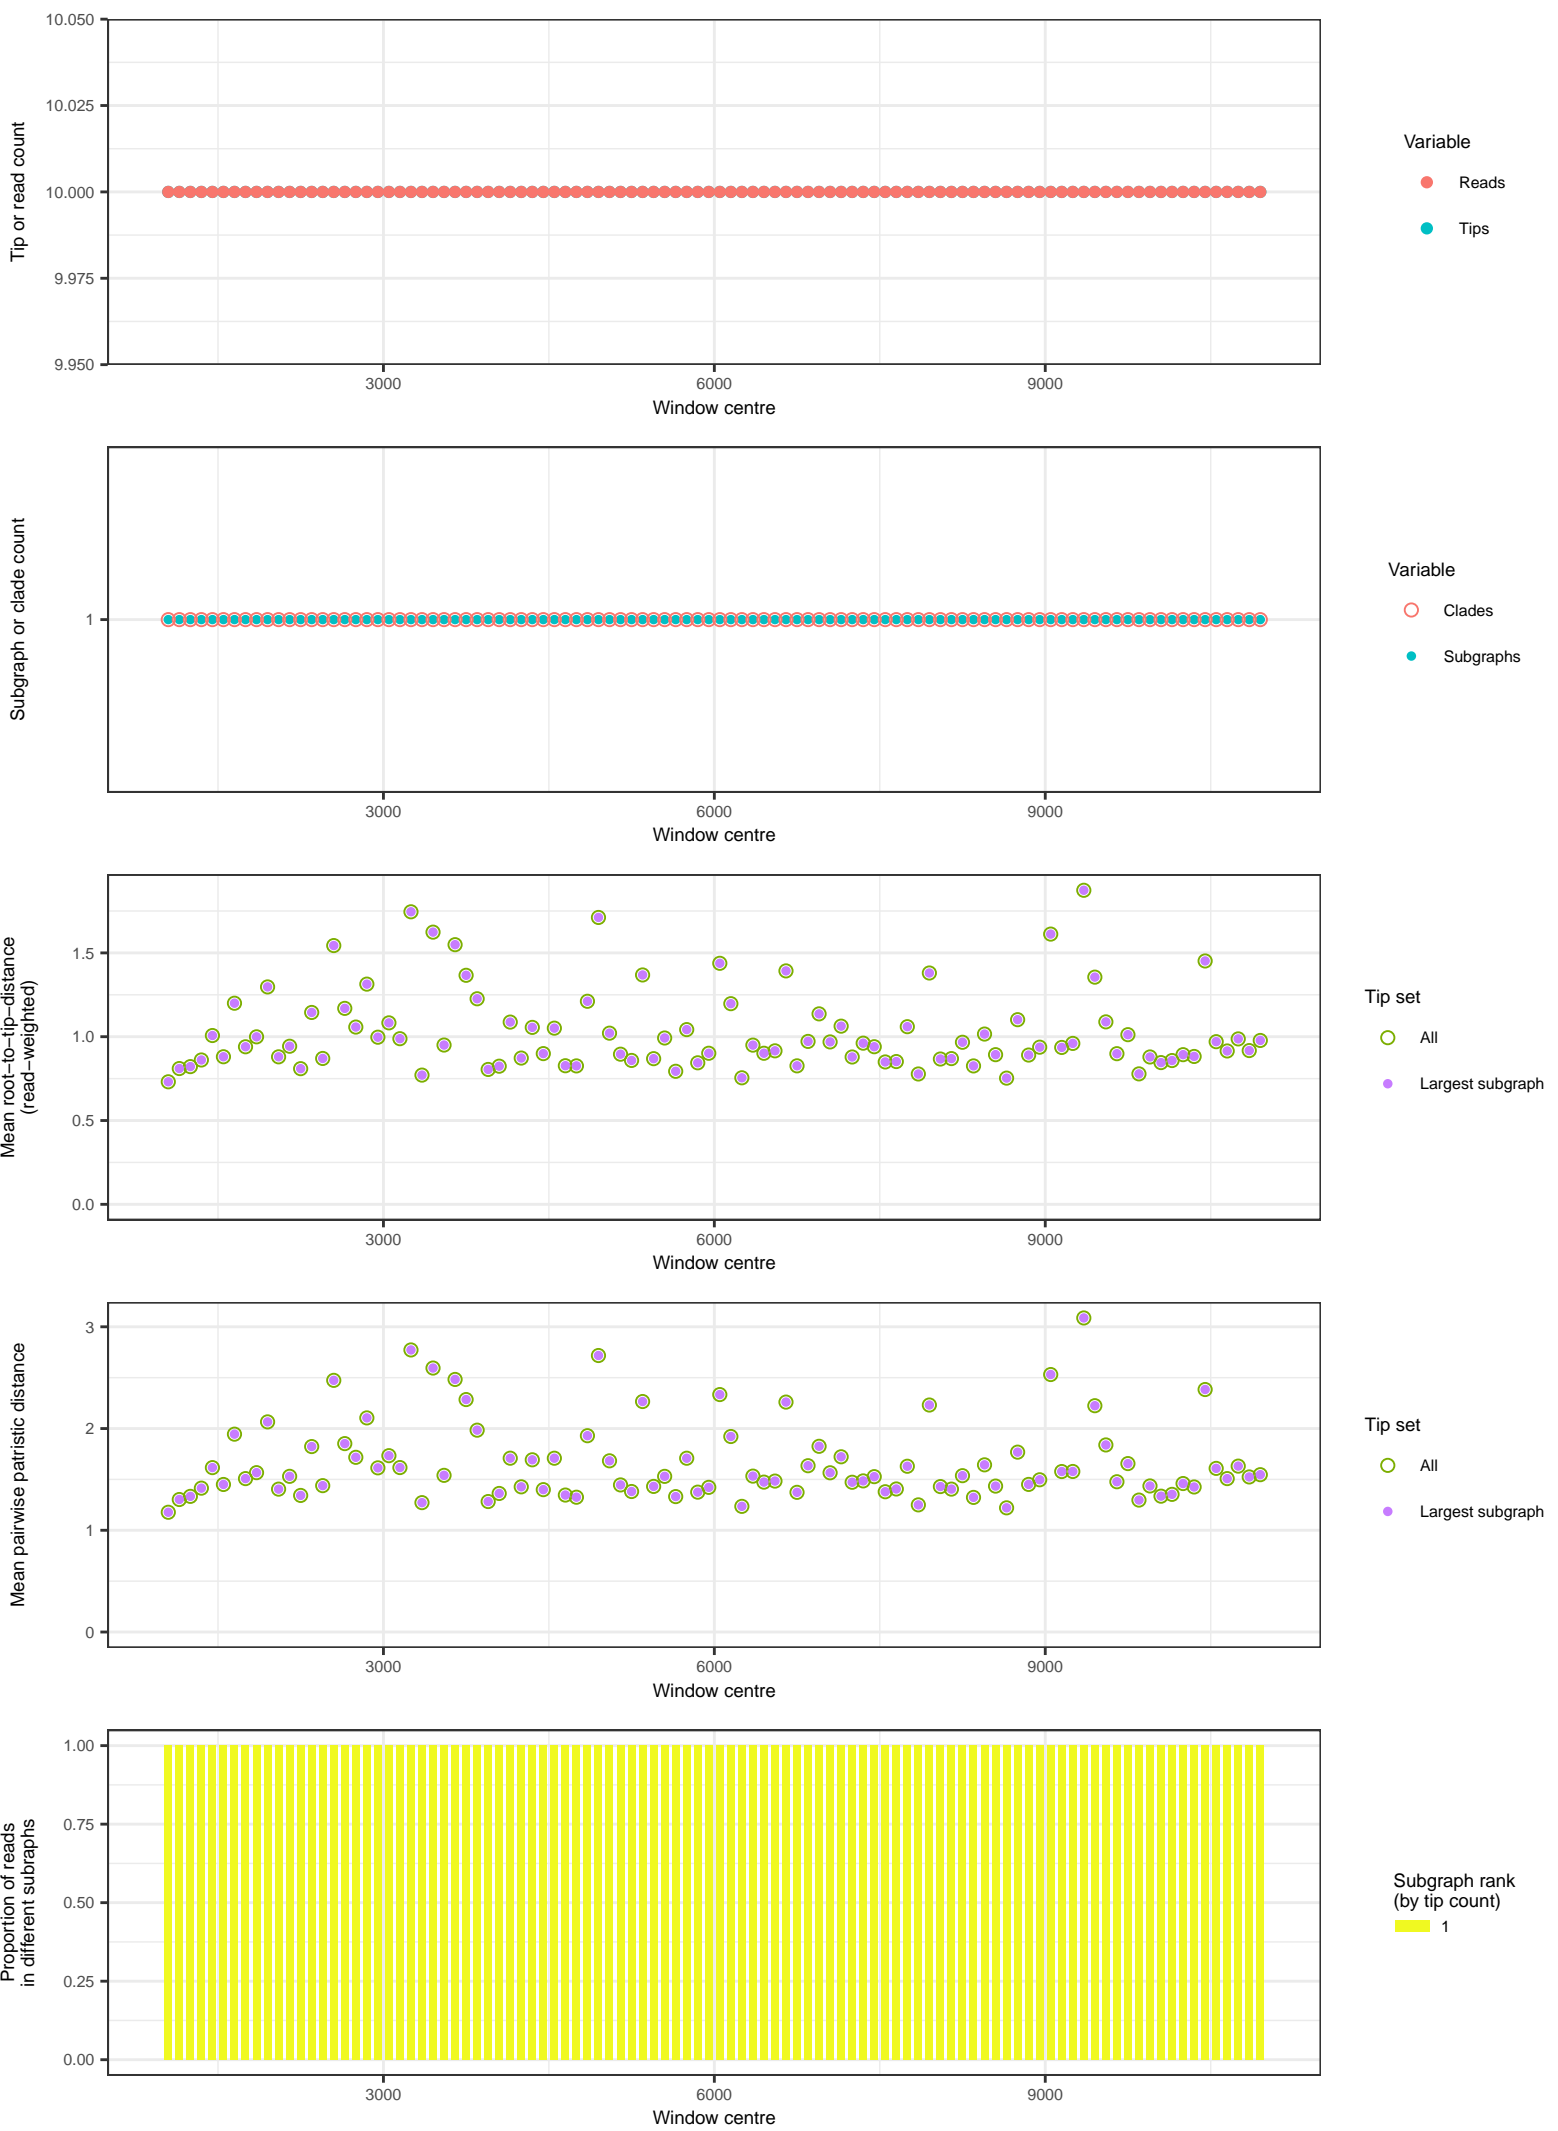 10.050
10.025
10.000
9.975
9.950
Tip or read count
3000
6000
9000
Window centre
Variable
Reads
Tips
1
Subgraph or clade count
3000
6000
9000
Window centre
Variable
Clades
Subgraphs
1.5
1.0
0.5
0.0
Mean root−to−tip−distance
(read−weighted)
3000
6000
9000
Window centre
Tip set
All
Largest subgraph
3
2
1
0
Mean pairwise patristic distance
3000
6000
9000
Window centre
Tip set
All
Largest subgraph
1.00
0.75
0.50
0.25
0.00
Proportion of reads
in different subraphs
3000
6000
9000
Window centre
Subgraph rank
(by tip count)
1